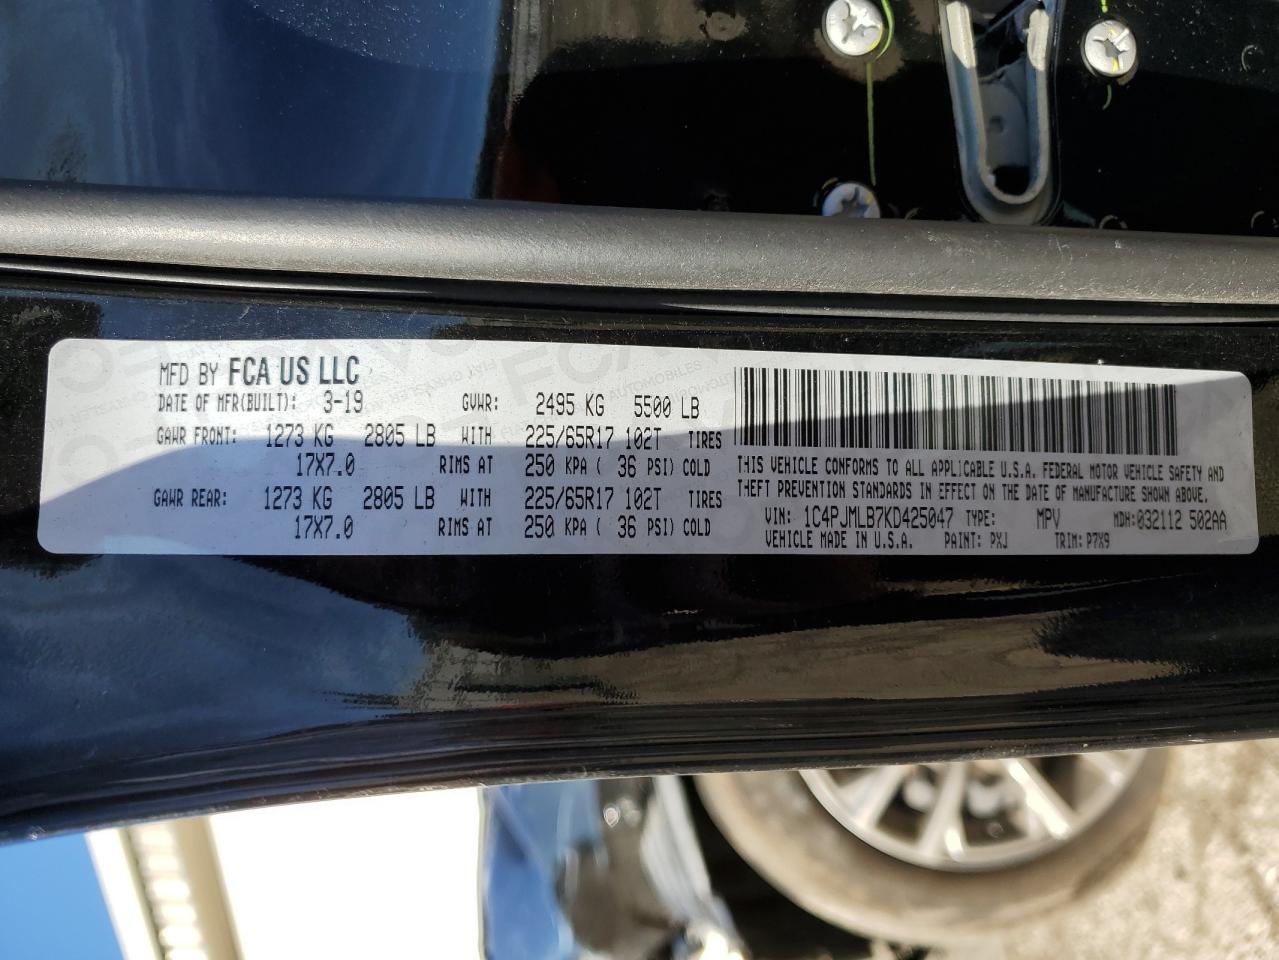 MFD BY FCA US LLC
DATE OF MFR(BUILT): 3-19 GVWR: 2495 KG 5500 LB
GAWR FRONT: 1273 KG 2805 LB WITH 225/65R17 102T TIRES
17X7.0 RIMS AT 250 KPA ( 36 PSI) COLD
GAWR REAR: 1273 KG 2805 LB WITH 225/65R17 102T TIRES
17X7.0 RIMS AT 250 KPA ( 36 PSI) COLD
THIS VEHICLE CONFORMS TO ALL APPLICABLE U.S.A. FEDERAL MOTOR VEHICLE SAFETY AND
THEFT PREVENTION STANDARDS IN EFFECT ON THE DATE OF MANUFACTURE SHOWN ABOVE.
VIN: 1C4PJMLB7KD425047 TYPE: MPV MDH:032112 502AA
VEHICLE MADE IN U.S.A. PAINT: PXJ TRIM: P7X9